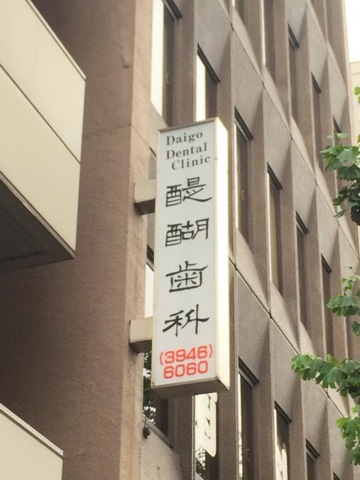 Daigo
Dental
Clinic
醍醐歯科
(3946)
6060